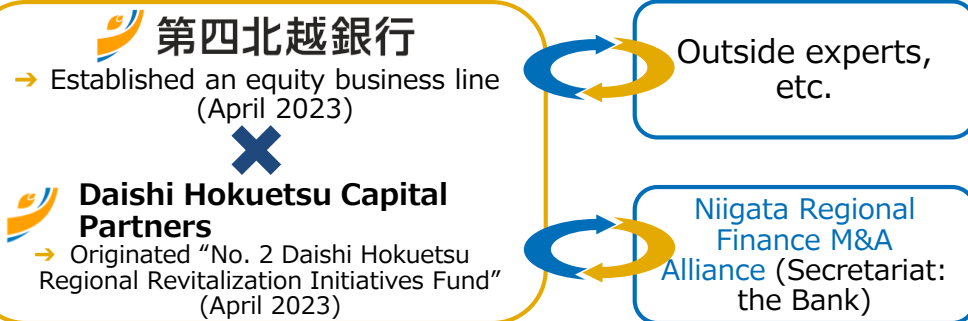 第四北越銀行
→ Established an equity business line
(April 2023)
Daishi Hokuetsu Capital
Partners
→ Originated “No. 2 Daishi Hokuetsu
Regional Revitalization Initiatives Fund”
(April 2023)
Outside experts,
etc.
Niigata Regional
Finance M&A
Alliance (Secretariat:
the Bank)